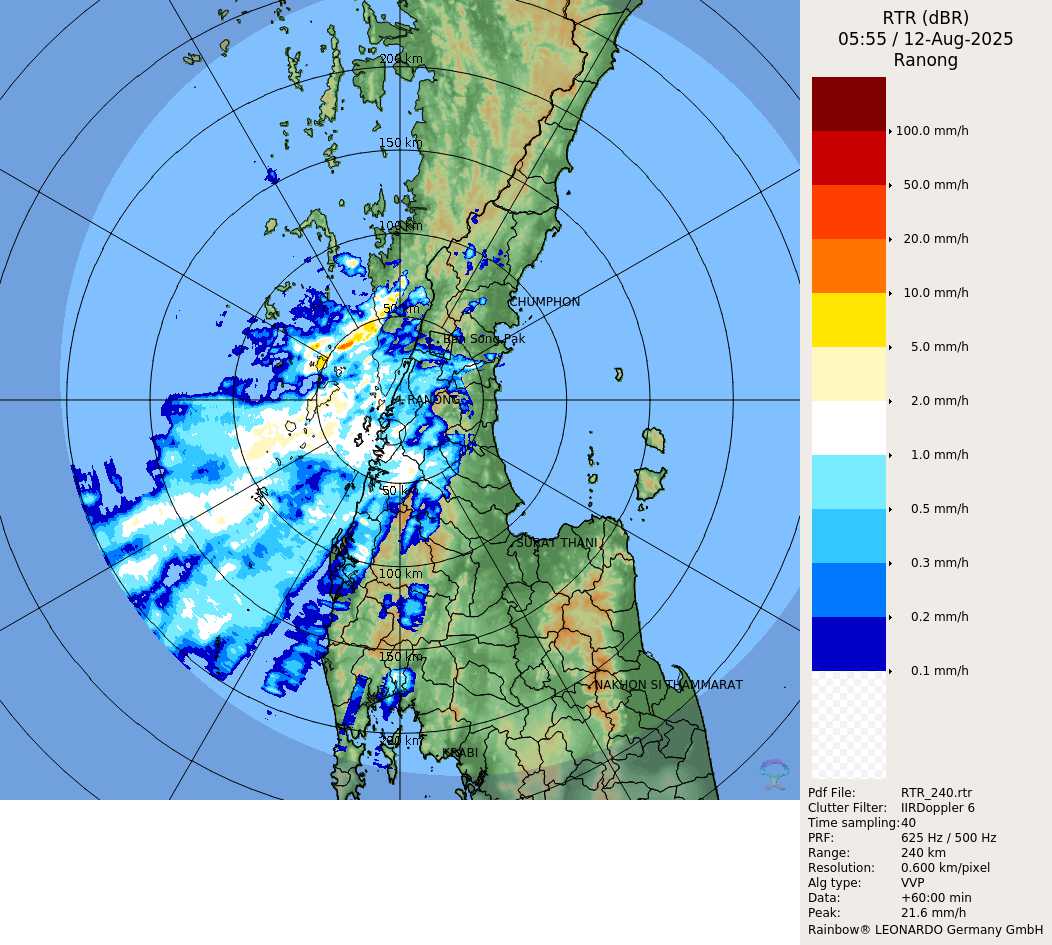 RTR (dBR)
05:55 / 12-Aug-2025
Ranong
200 km
150 km
100 km
50 km
CHUMPHON
Ban Song Pak
RANONG
50 km
SURAT THANI
100 km
150 km
NAKHON SI THAMMARAT
200 km
KRABI
100.0 mm/h
50.0 mm/h
20.0 mm/h
10.0 mm/h
5.0 mm/h
2.0 mm/h
1.0 mm/h
0.5 mm/h
0.3 mm/h
0.2 mm/h
0.1 mm/h
Pdf File: RTR_240.rtr
Clutter Filter: IIRDoppler 6
Time sampling: 40
PRF: 625 Hz / 500 Hz
Range: 240 km
Resolution: 0.600 km/pixel
Alg type: VVP
Data: +60:00 min
Peak: 21.6 mm/h
Rainbow® LEONARDO Germany GmbH